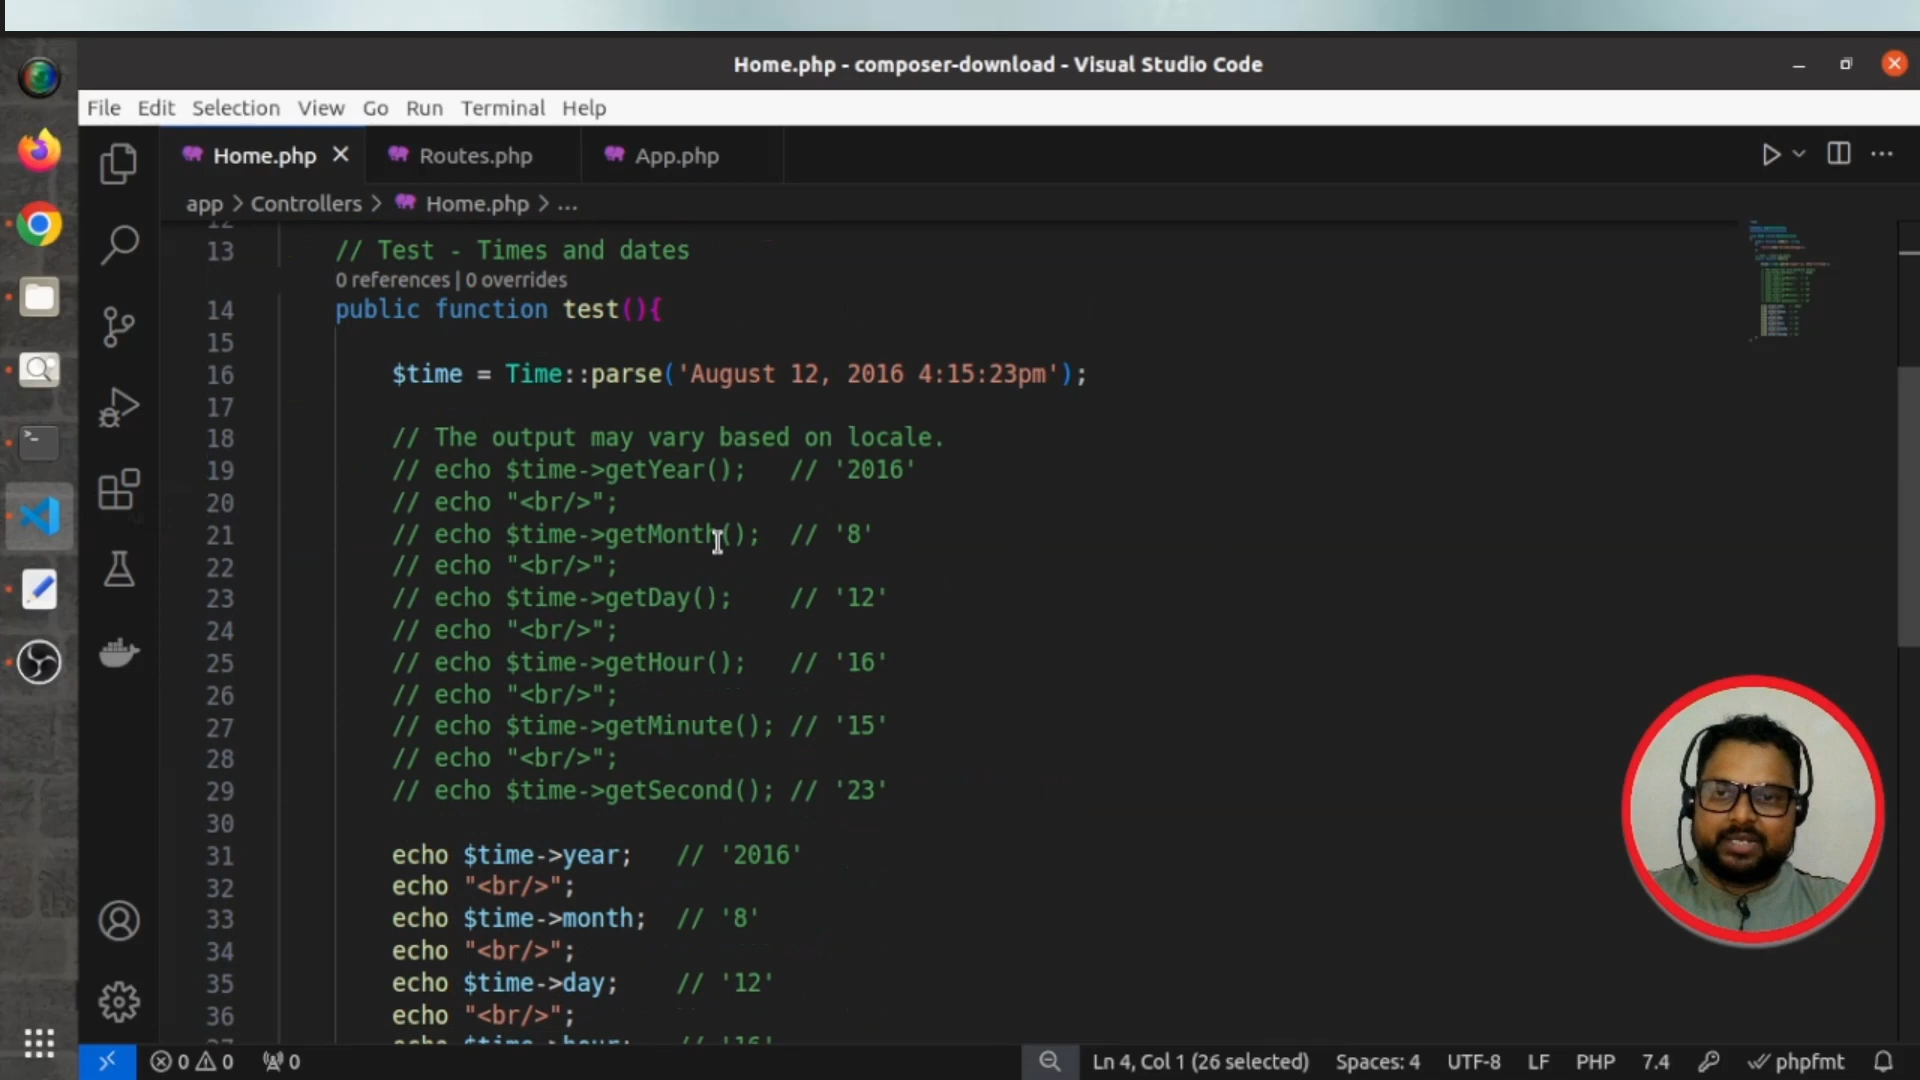 Home.php - composer-download - Visual Studio Code
File Edit Selection View Go Run Terminal Help
Home.php Routes.php App.php
app > Controllers > Home.php > ...
12
13 // Test - Times and dates
0 references | 0 overrides
14 public function test(){
15
16 $time = Time::parse('August 12, 2016 4:15:23pm');
17
18 // The output may vary based on locale.
19 // echo $time->getYear(); // '2016'
20 // echo "<br/>";
21 // echo $time->getMonth(); // '8'
22 // echo "<br/>";
23 // echo $time->getDay(); // '12'
24 // echo "<br/>";
25 // echo $time->getHour(); // '16'
26 // echo "<br/>";
27 // echo $time->getMinute(); // '15'
28 // echo "<br/>";
29 // echo $time->getSecond(); // '23'
30
31 echo $time->year; // '2016'
32 echo "<br/>";
33 echo $time->month; // '8'
34 echo "<br/>";
35 echo $time->day; // '12'
36 echo "<br/>";
37 echo $time->hour; // '16'
0 0 0 Ln 4, Col 1 (26 selected) Spaces: 4 UTF-8 LF PHP 7.4 phpfmt